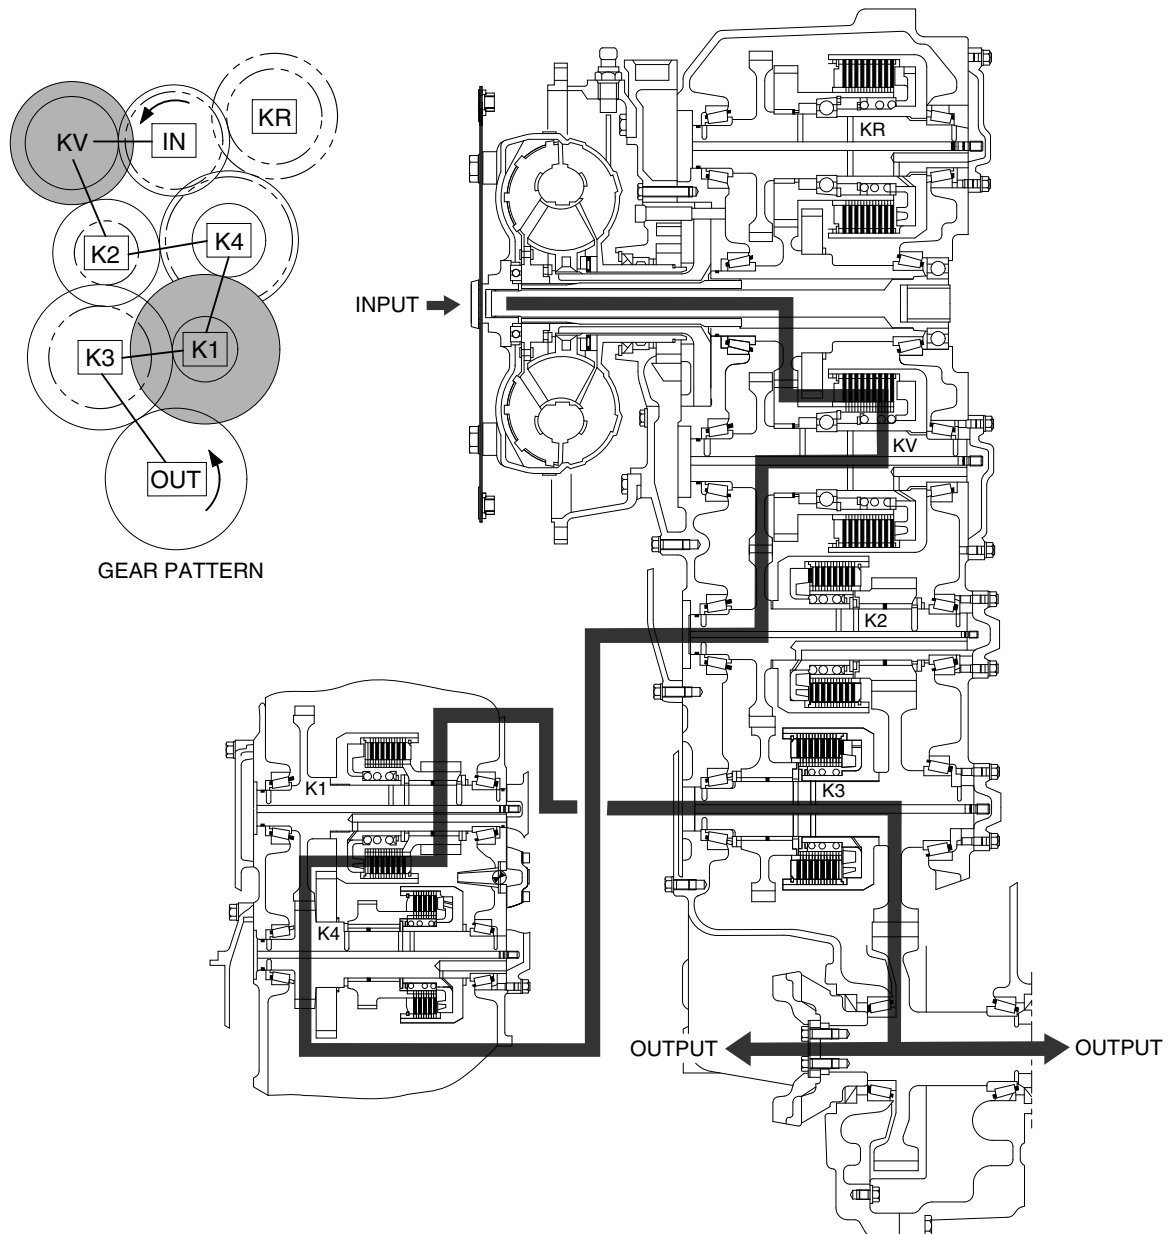 KV
IN
KR
K2
K4
K3
K1
OUT
GEAR PATTERN
INPUT
KR
KV
K2
K1
K3
K4
OUTPUT
OUTPUT